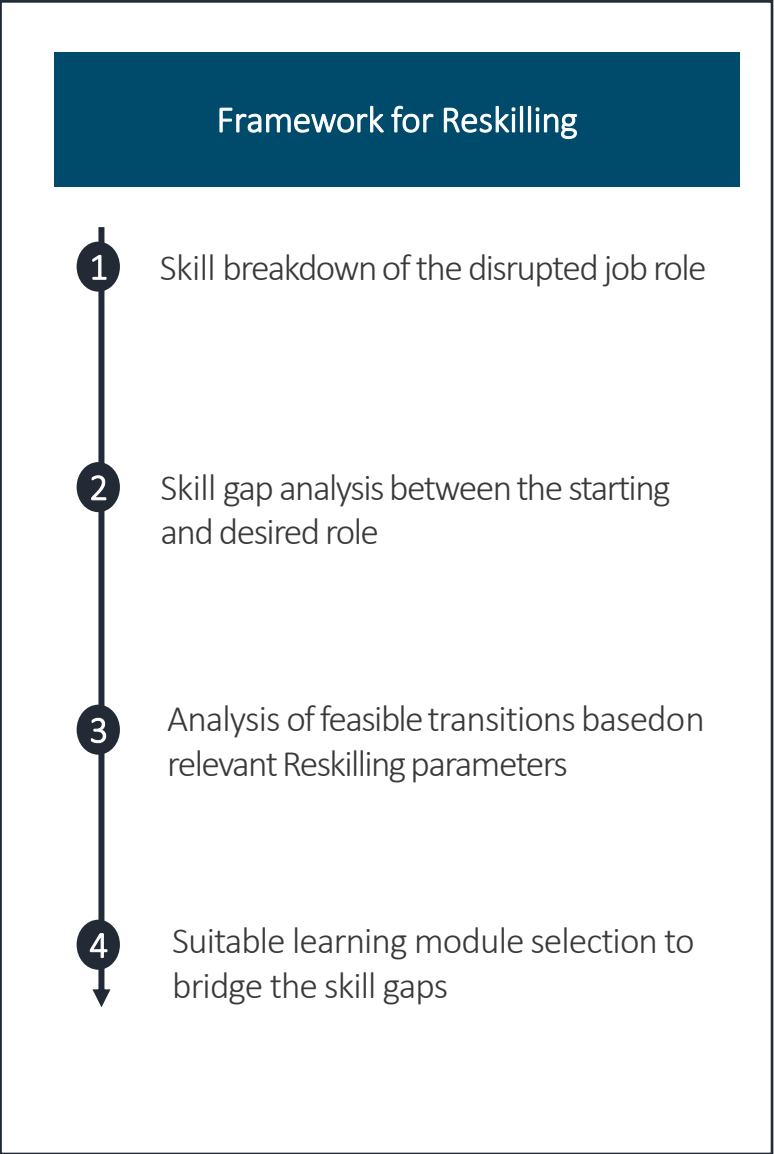 Framework for Reskilling
1
Skill breakdown of the disrupted job role
2
Skill gap analysis between the starting
and desired role
3
Analysis of feasible transitions basedon
relevant Reskilling parameters
4
Suitable learning module selection to
bridge the skill gaps